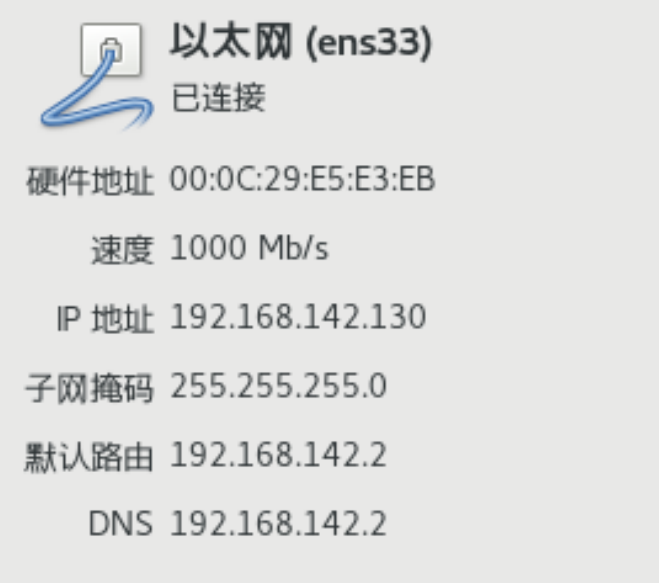 以太网 (ens33)
已连接
硬件地址 00:0C:29:E5:E3:EB
速度 1000 Mb/s
IP 地址 192.168.142.130
子网掩码 255.255.255.0
默认路由 192.168.142.2
DNS 192.168.142.2